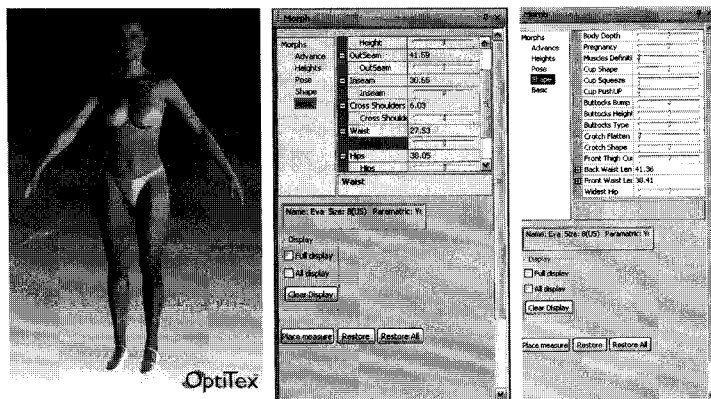 OptiTex
Morph
Morphs
Advance
Heights
Pose
Shape
Height
OutSeam 41.59
OutSeam
Inseam 30.65
Inseam
Cross Shoulders 6.03
Cross Should
Waist 27.53
Hips 38.05
Hips
Waist
Name: Eva Size: 8(US) Parametric: Y
Display
Full display
All display
Clear Display
Place measure Restore Restore All
Morph
Morphs
Advance
Heights
Pose
Shape
Basic
Body Depth
Pregnancy
Muscles Definiti
Cup Shape
Cup Squeeze
Cup PushUP
Buttocks Bump
Buttocks Height
Buttocks Type
Crotch Flatten
Crotch Shape
Front Thigh Cu
Back Waist Len 41.36
Front Waist Le 38.41
Widest Hip
Name: Eva Size: 8(US) Parametric: Y
Display
Full display
All display
Clear Display
Place measure Restore Restore All